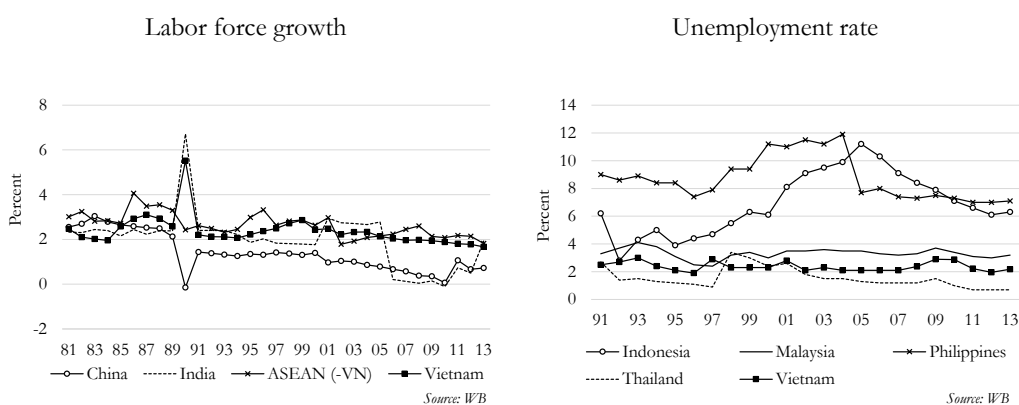 Labor force growth
8
6
4
2
0
-2
Percent
81 83 85 87 89 91 93 95 97 99 01 03 05 07 09 11 13
China India ASEAN (-VN) Vietnam
Source: WB
Unemployment rate
14
12
10
8
6
4
2
0
Percent
91 93 95 97 99 01 03 05 07 09 11 13
Indonesia Malaysia Philippines
Thailand Vietnam
Source: WB